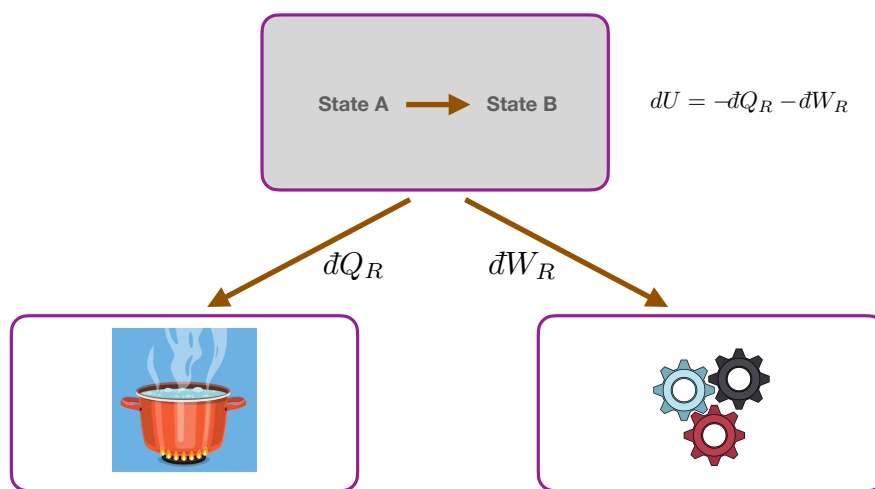 State A State B
dU = −đQ_R − đW_R
đQ_R đW_R